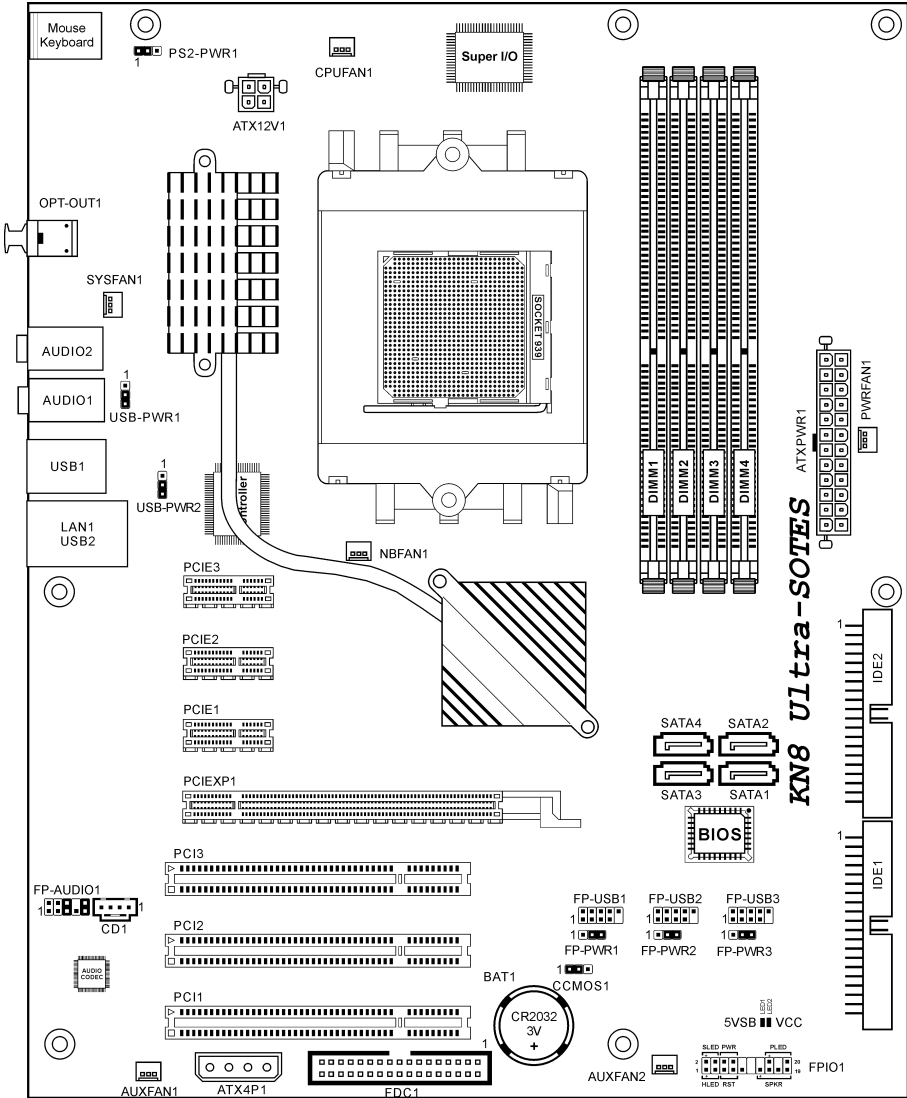 Mouse
Keyboard
1
PS2-PWR1
CPUFAN1
Super I/O
ATX12V1
OPT-OUT1
SYSFAN1
SOCKET 939
AUDIO2
AUDIO1
1
USB-PWR1
USB1
1
USB-PWR2
LAN1
USB2
ontroller
NBFAN1
DIMM1
DIMM2
DIMM3
DIMM4
ATXPWR1
PWRFAN1
KN8 Ultra-SOTES
PCIE3
PCIE2
PCIE1
PCIEXP1
1
IDE2
SATA4
SATA2
SATA3
SATA1
BIOS
1
IDE1
PCI3
FP-AUDIO1
1
1
CD1
PCI2
AUDIO
CODEC
PCI1
FP-USB1
FP-USB2
FP-USB3
1
1
1
1
1
1
FP-PWR1
FP-PWR2
FP-PWR3
1
CCMOS1
BAT1
CR2032
3V
+
LED1
LED2
5VSB
VCC
SLED
PWR
PLED
2
20
1
19
HLED
RST
SPKR
FPIO1
AUXFAN1
ATX4P1
1
FDC1
AUXFAN2